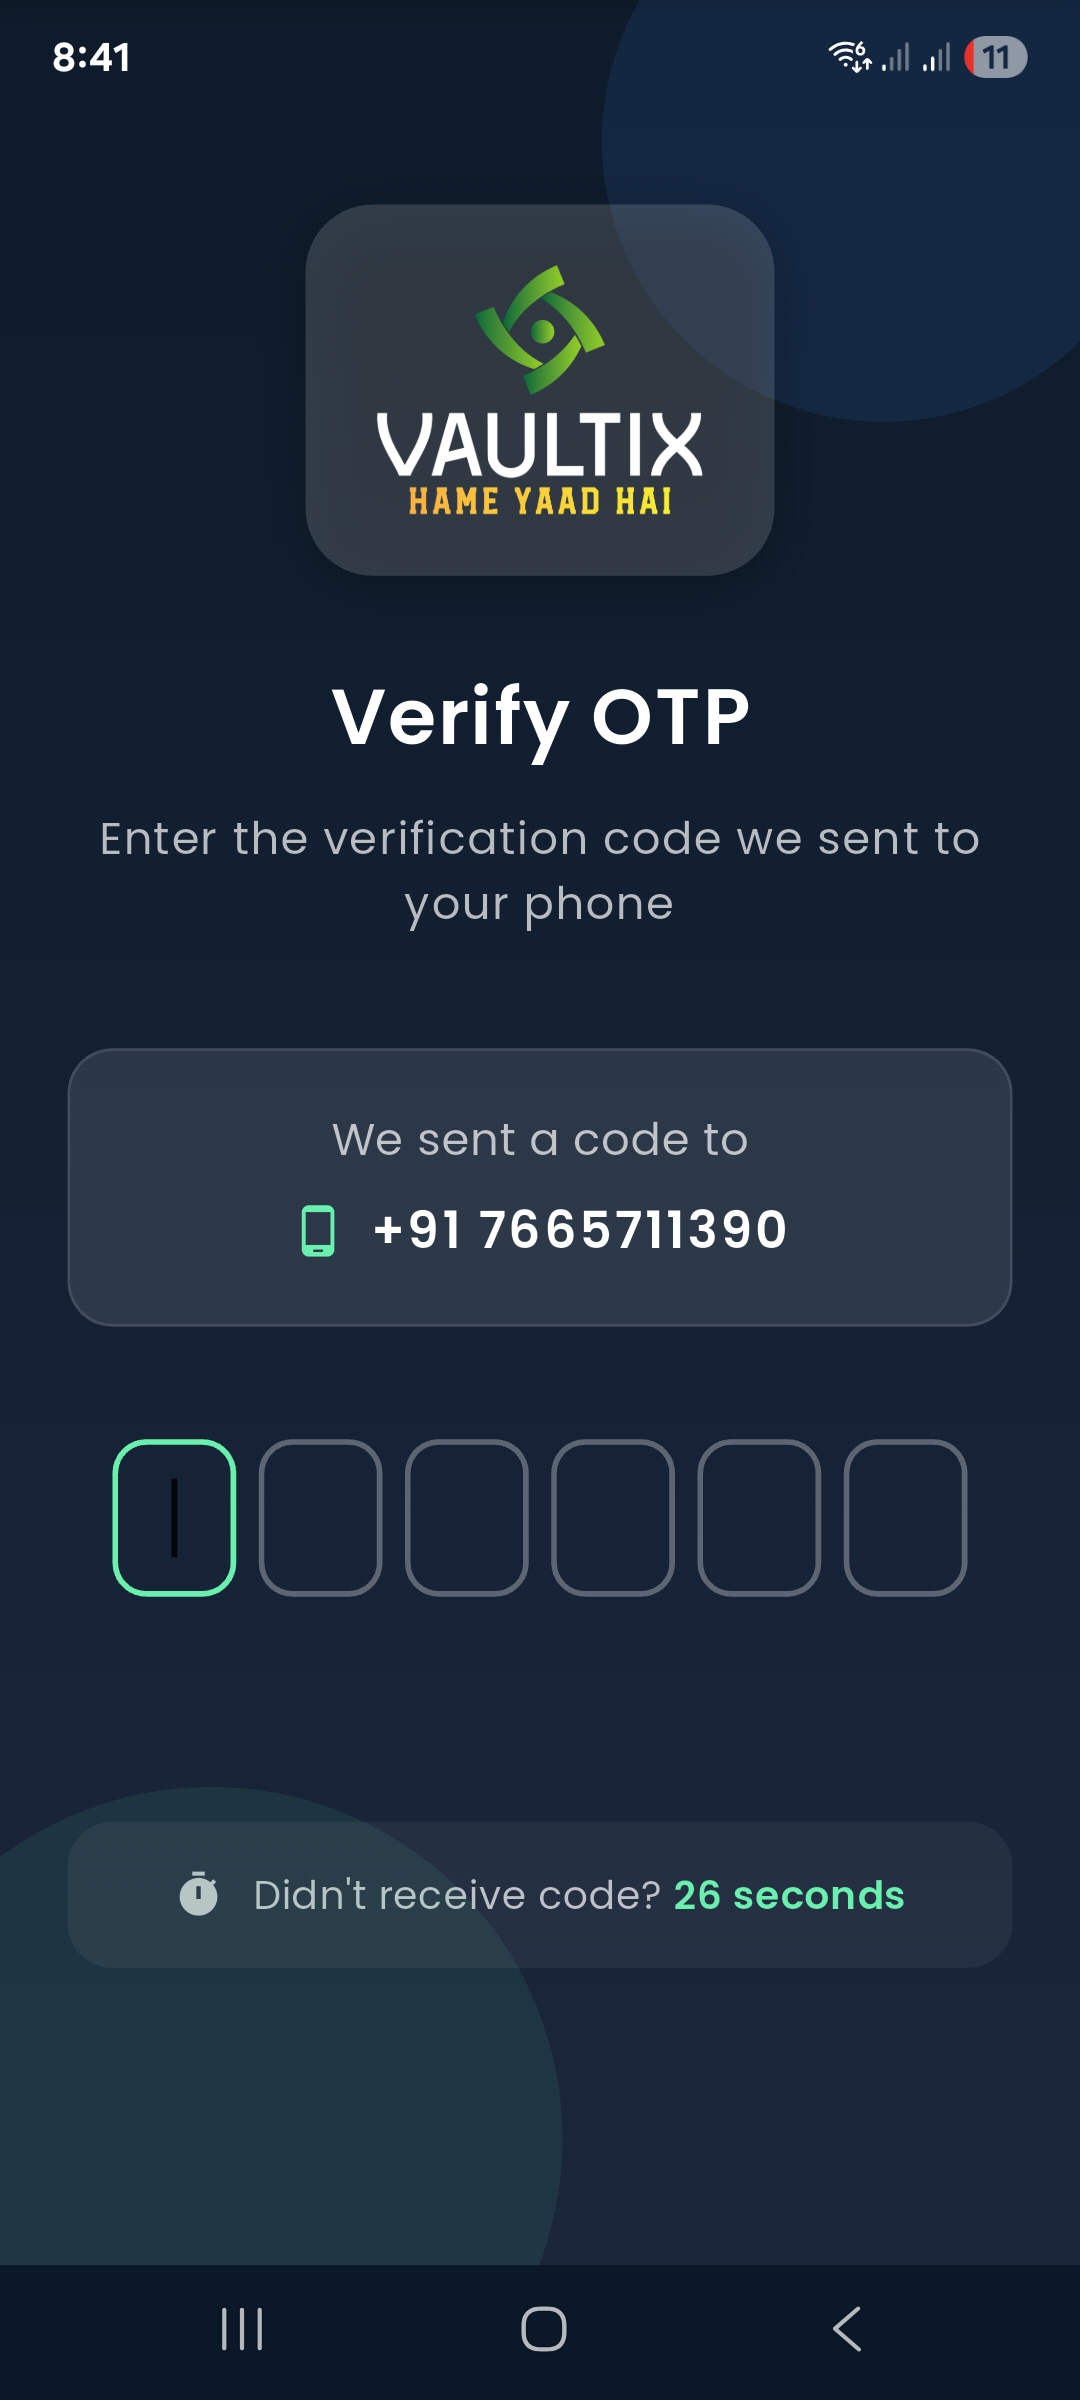 8:41
6
11
VAULTIX
HAME YAAD HAI
Verify OTP
Enter the verification code we sent to
your phone
We sent a code to
+91 7665711390
Didn't receive code? 26 seconds